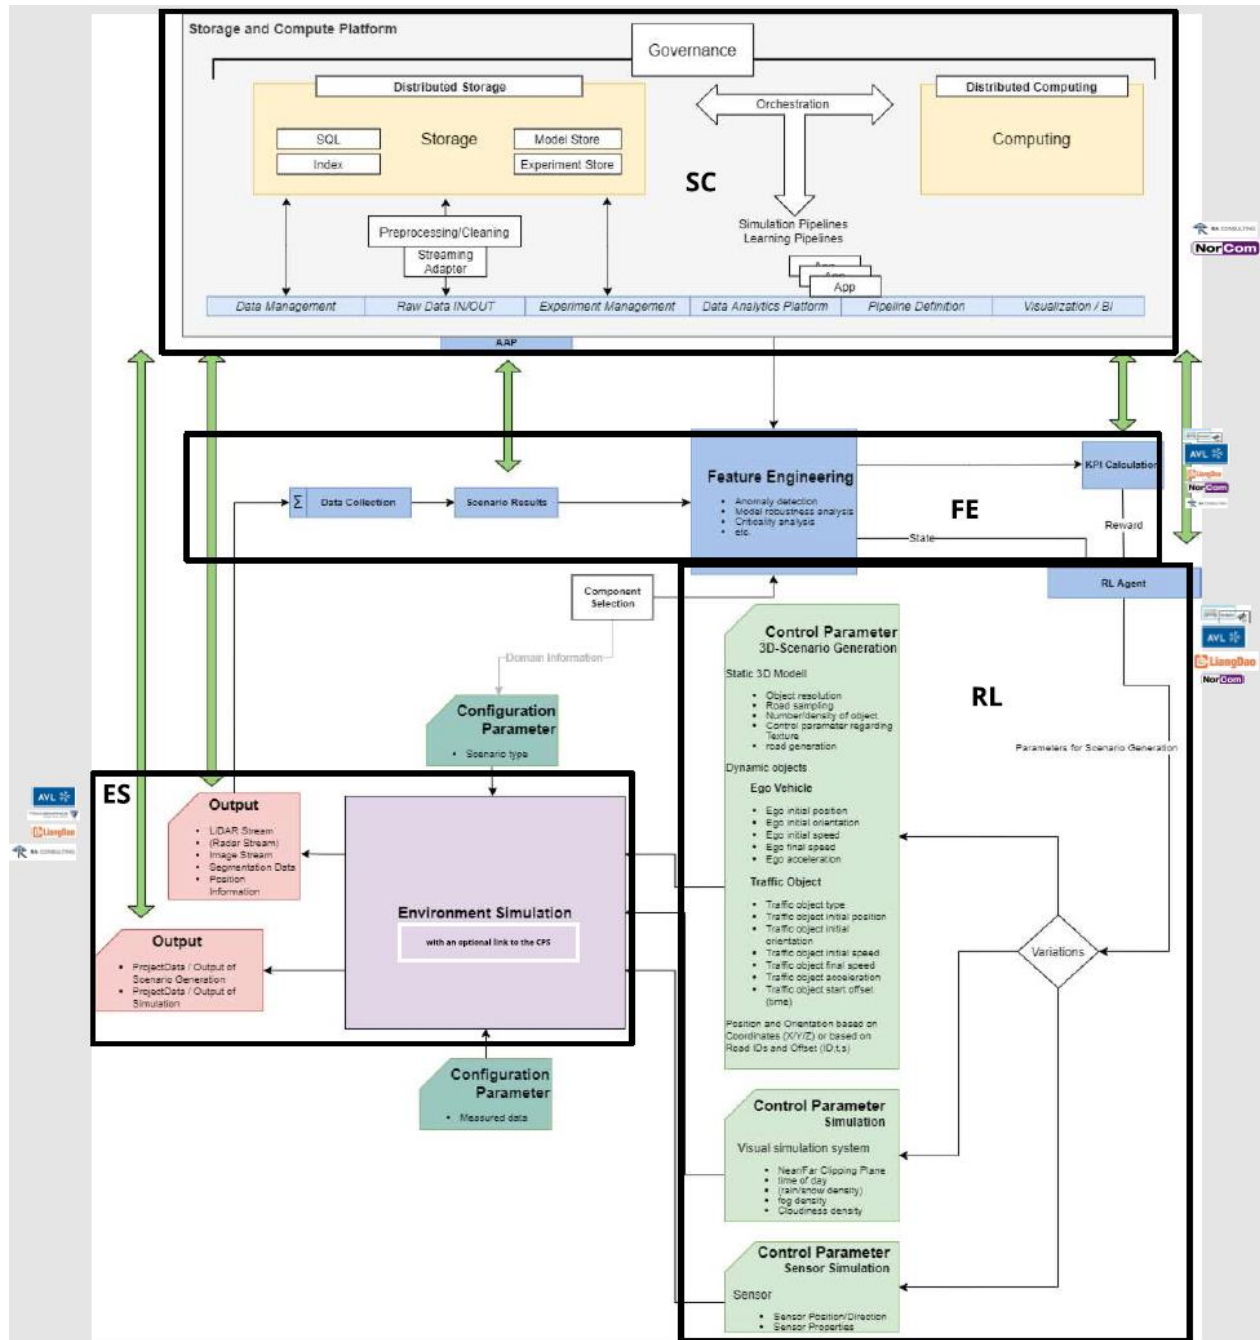 Storage and Compute Platform
Governance
Distributed Storage
Distributed Computing
Orchestration
SQL
Storage
Model Store
Computing
Index
Experiment Store
SC
Preprocessing/Cleaning
Streaming
Adapter
Simulation Pipelines
Learning Pipelines
App
Data Management
Raw Data IN/OUT
Experiment Management
Data Analytics Platform
Pipeline Definition
Visualization / BI
RA CONSULTING
NorCom
AAP
Feature Engineering
• Anomaly detection
• Model robustness analysis
• Criticality analysis
• etc.
KPI Calculation
Σ Data Collection
Scenario Results
FE
Reward
State
AVL
LiangDao
NorCom
RA CONSULTING
RL Agent
Component
Selection
Domain Information
Configuration
Parameter
• Scenario type
Control Parameter
3D-Scenario Generation
Static 3D Modell
• Object resolution
• Road sampling
• Number/density of object
• Control parameter regarding
Texture
• road generation
Dynamic objects
Ego Vehicle
• Ego initial position
• Ego initial orientation
• Ego initial speed
• Ego final speed
• Ego acceleration
Traffic Object
• Traffic object type
• Traffic object initial position
• Traffic object initial
orientation
• Traffic object initial speed
• Traffic object final speed
• Traffic object acceleration
• Traffic object start offset
(time)
Position and Orientation based on
Coordinates (X/Y/Z) or based on
Road IDs and Offset (ID,t,s)
RL
AVL
LiangDao
NorCom
Parameters for Scenario Generation
Variations
ES
AVL
LiangDao
RA CONSULTING
Output
• LiDAR Stream
• (Radar Stream)
• Image Stream
• Segmentation Data
• Position
Information
Environment Simulation
with an optional link to the CPS
Output
• ProjectData / Output of
Scenario Generation
• ProjectData / Output of
Simulation
Configuration
Parameter
• Measured data
Control Parameter
Simulation
Visual simulation system
• Near/Far Clipping Plane
• time of day
• (rain/snow density)
• fog density
• Cloudiness density
Control Parameter
Sensor Simulation
Sensor
• Sensor Position/Direction
• Sensor Properties